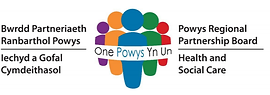 Bwrdd Partneriaeth
Ranbarthol Powys
Iechyd a Gofal
Cymdeithasol
One Powys Yn Un
Powys Regional
Partnership Board
Health and
Social Care